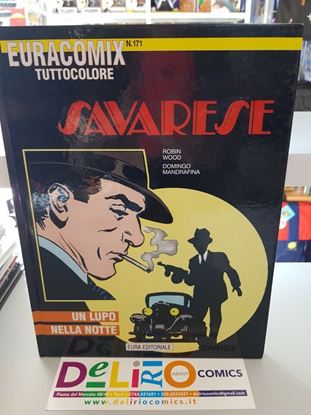 EURACOMIX
N.171
TUTTOCOLORE
SAVARESE
ROBIN
WOOD
DOMINGO
MANDRAFINA
UN LUPO
NELLA NOTTE
EURA EDITORIALE
DeLiRiO
ABOUT
COMICS
www.deliriocomics.it